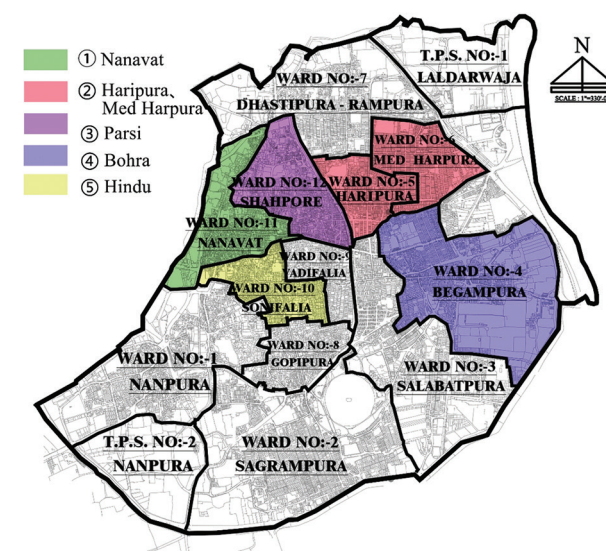 ① Nanavat
② Haripura、
Med Harpura
③ Parsi
④ Bohra
⑤ Hindu
N
SCALE : 1"=330'.0
T.P.S. NO:-1
LALDARWAJA
WARD NO:-7
DHASTIPURA - RAMPURA
WARD NO:-6
MED HARPURA
WARD NO:-12
SHAHPORE
WARD NO:-5
HARIPURA
WARD NO:-11
NANAVAT
WARD NO:-9
VADIFALIA
WARD NO:-10
SONIFALIA
WARD NO:-4
BEGAMPURA
WARD NO:-8
GOPIPURA
WARD NO:-1
NANPURA
WARD NO:-3
SALABATPURA
T.P.S. NO:-2
NANPURA
WARD NO:-2
SAGRAMPURA